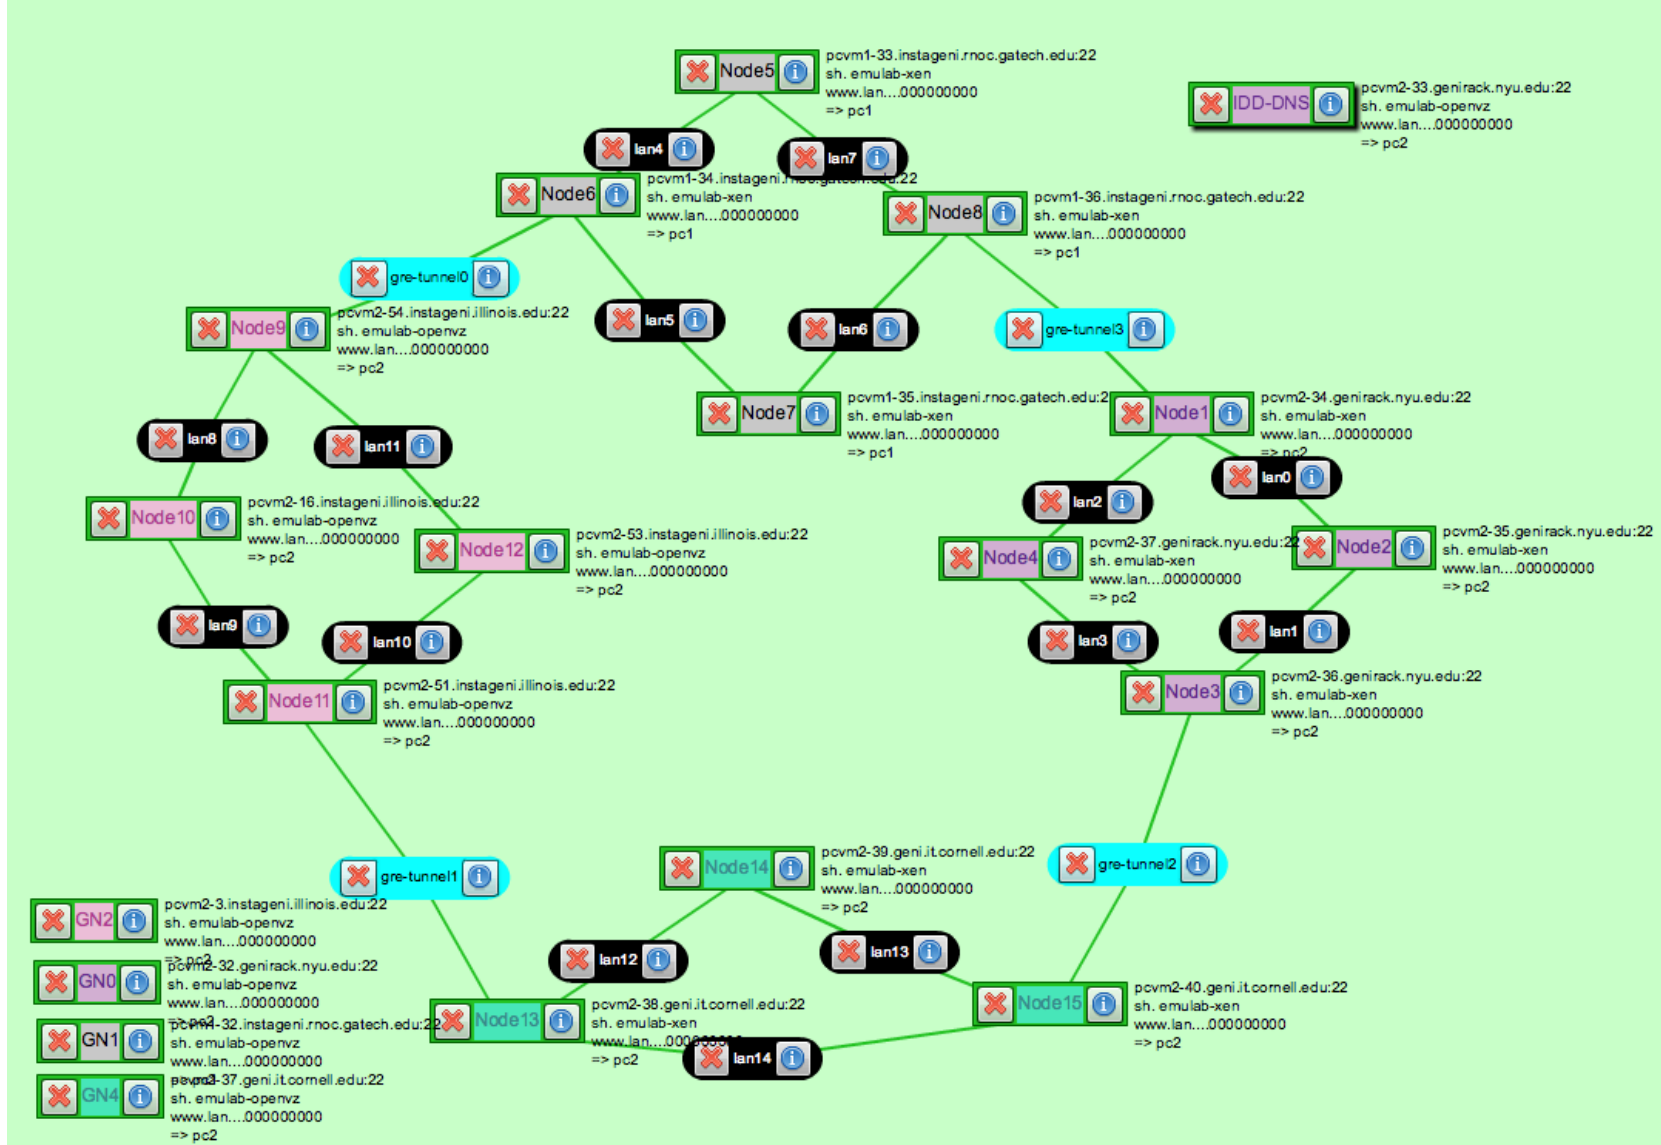 Node5
pcvm1-33.instageni.rnoc.gatech.edu:22
sh. emulab-xen
www.lan....000000000
=> pc1
IDD-DNS
pcvm2-33.genirack.nyu.edu:22
sh. emulab-openvz
www.lan....000000000
=> pc2
lan4
lan7
Node6
pcvm1-34.instageni.rnoc.gatech.edu:22
sh. emulab-xen
www.lan....000000000
=> pc1
Node8
pcvm1-36.instageni.rnoc.gatech.edu:22
sh. emulab-xen
www.lan....000000000
=> pc1
gre-tunnel0
Node9
pcvm2-54.instageni.illinois.edu:22
sh. emulab-openvz
www.lan....000000000
=> pc2
lan5
lan6
gre-tunnel3
Node7
pcvm1-35.instageni.rnoc.gatech.edu:2
sh. emulab-xen
www.lan....000000000
=> pc1
Node1
pcvm2-34.genirack.nyu.edu:22
sh. emulab-xen
www.lan....000000000
=> pc2
lan8
lan11
lan2
lan0
Node10
pcvm2-16.instageni.illinois.edu:22
sh. emulab-openvz
www.lan....000000000
=> pc2
Node12
pcvm2-53.instageni.illinois.edu:22
sh. emulab-openvz
www.lan....000000000
=> pc2
Node4
pcvm2-37.genirack.nyu.edu:22
sh. emulab-xen
www.lan....000000000
=> pc2
Node2
pcvm2-35.genirack.nyu.edu:22
sh. emulab-xen
www.lan....000000000
=> pc2
lan9
lan10
lan3
lan1
Node11
pcvm2-51.instageni.illinois.edu:22
sh. emulab-openvz
www.lan....000000000
=> pc2
Node3
pcvm2-36.genirack.nyu.edu:22
sh. emulab-xen
www.lan....000000000
=> pc2
gre-tunnel1
Node14
pcvm2-39.geni.it.cornell.edu:22
sh. emulab-xen
www.lan....000000000
=> pc2
gre-tunnel2
GN2
pcvm2-3.instageni.illinois.edu:22
sh. emulab-openvz
www.lan....000000000
=> pc2
lan12
lan13
GN0
pcvm2-32.genirack.nyu.edu:22
sh. emulab-openvz
www.lan....000000000
=> pc2
Node13
pcvm2-38.geni.it.cornell.edu:22
sh. emulab-xen
www.lan....000000000
=> pc2
Node15
pcvm2-40.geni.it.cornell.edu:22
sh. emulab-xen
www.lan....000000000
=> pc2
GN1
pcvm1-32.instageni.rnoc.gatech.edu:22
sh. emulab-openvz
www.lan....000000000
lan14
GN4
37.geni.it.cornell.edu:22
sh. emulab-openvz
www.lan....000000000
=> pc2